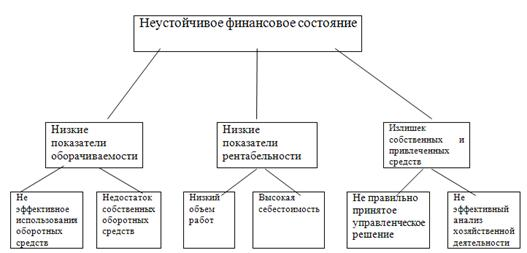 Неустойчивое финансовое состояние
Низкие
показатели
оборачиваемости
Низкие
показатели
рентабельности
Излишек
собственных и
привлеченных
средств
Не
эффективное
использования
оборотных
средств
Недостаток
собственных
оборотных
средств
Низкий
объем
работ
Высокая
себестоимость
Не правильно
принятое
управленческое
решение
Не
эффективный
анализ
хозяйственной
деятельности